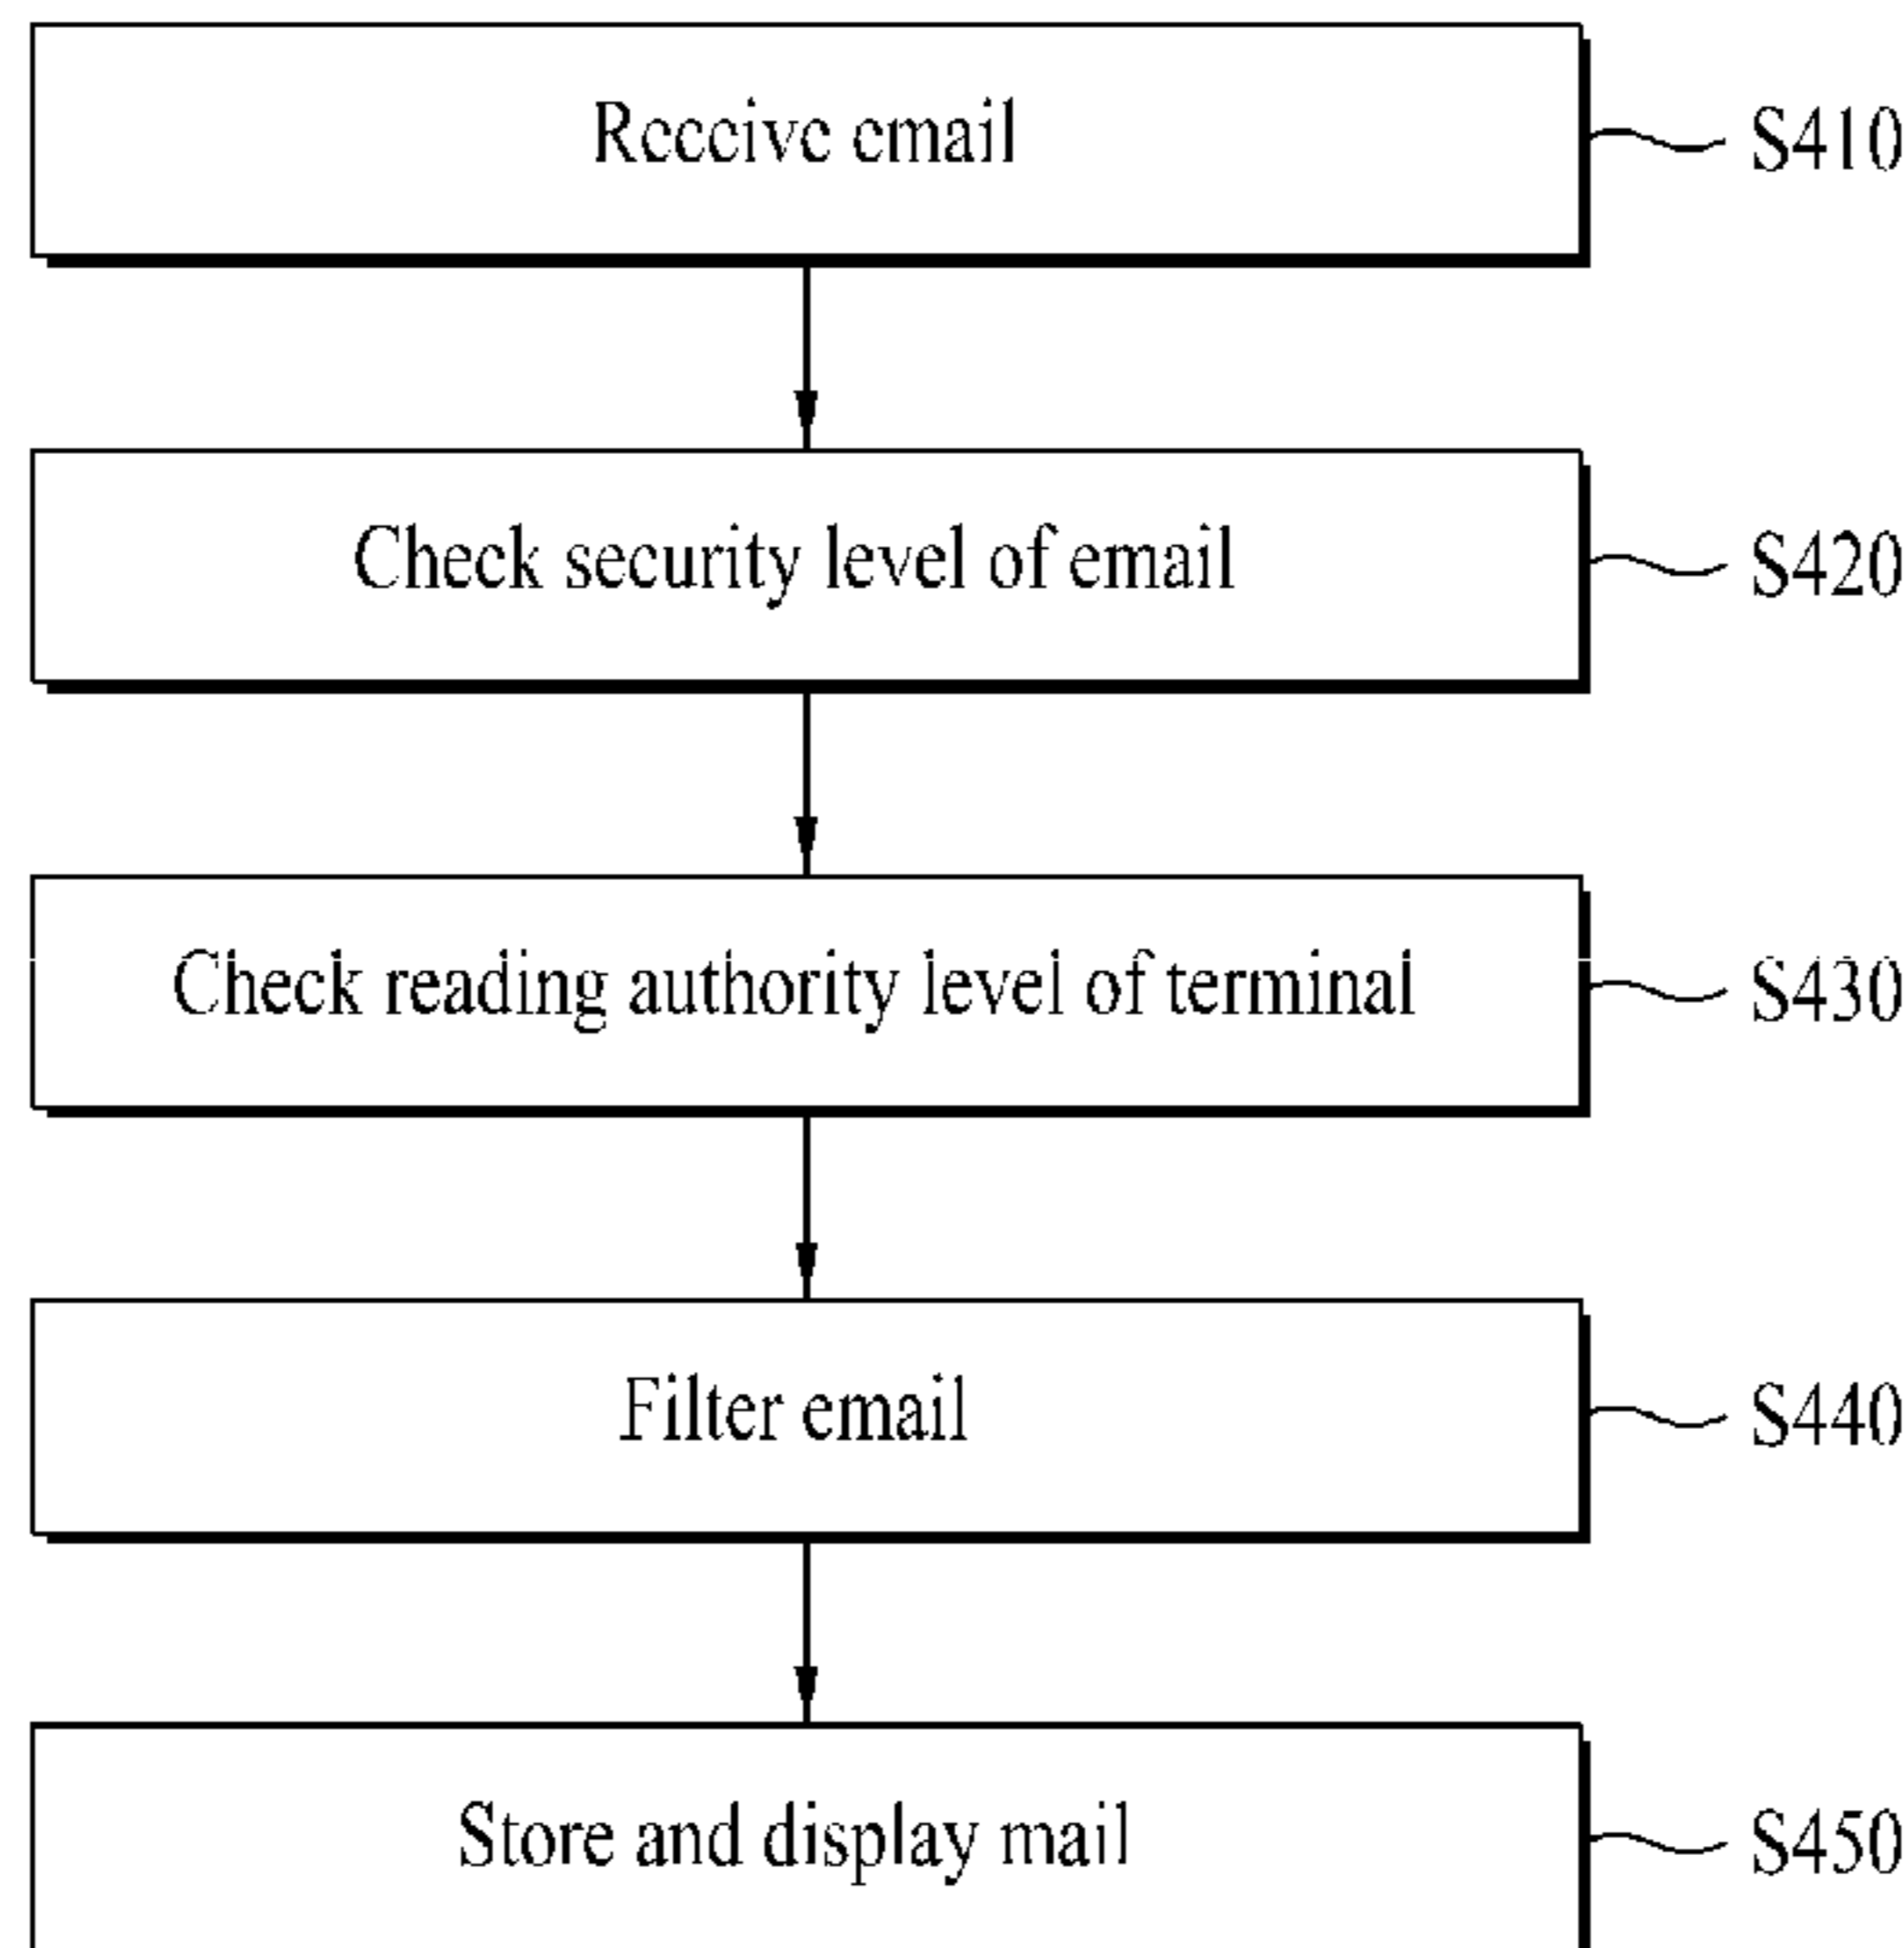 Receive email
S410
Check security level of email
S420
Check reading authority level of terminal
S430
Filter email
S440
Store and display mail
S450